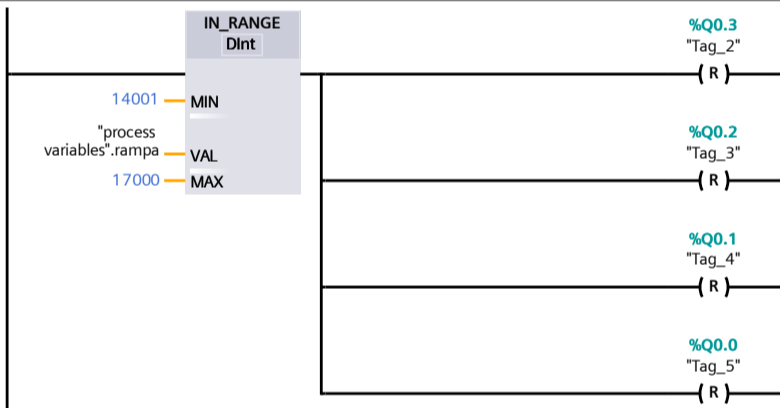 IN_RANGE
DInt
14001
MIN
"process
variables".rampa
VAL
17000
MAX
%Q0.3
"Tag_2"
R
%Q0.2
"Tag_3"
R
%Q0.1
"Tag_4"
R
%Q0.0
"Tag_5"
R